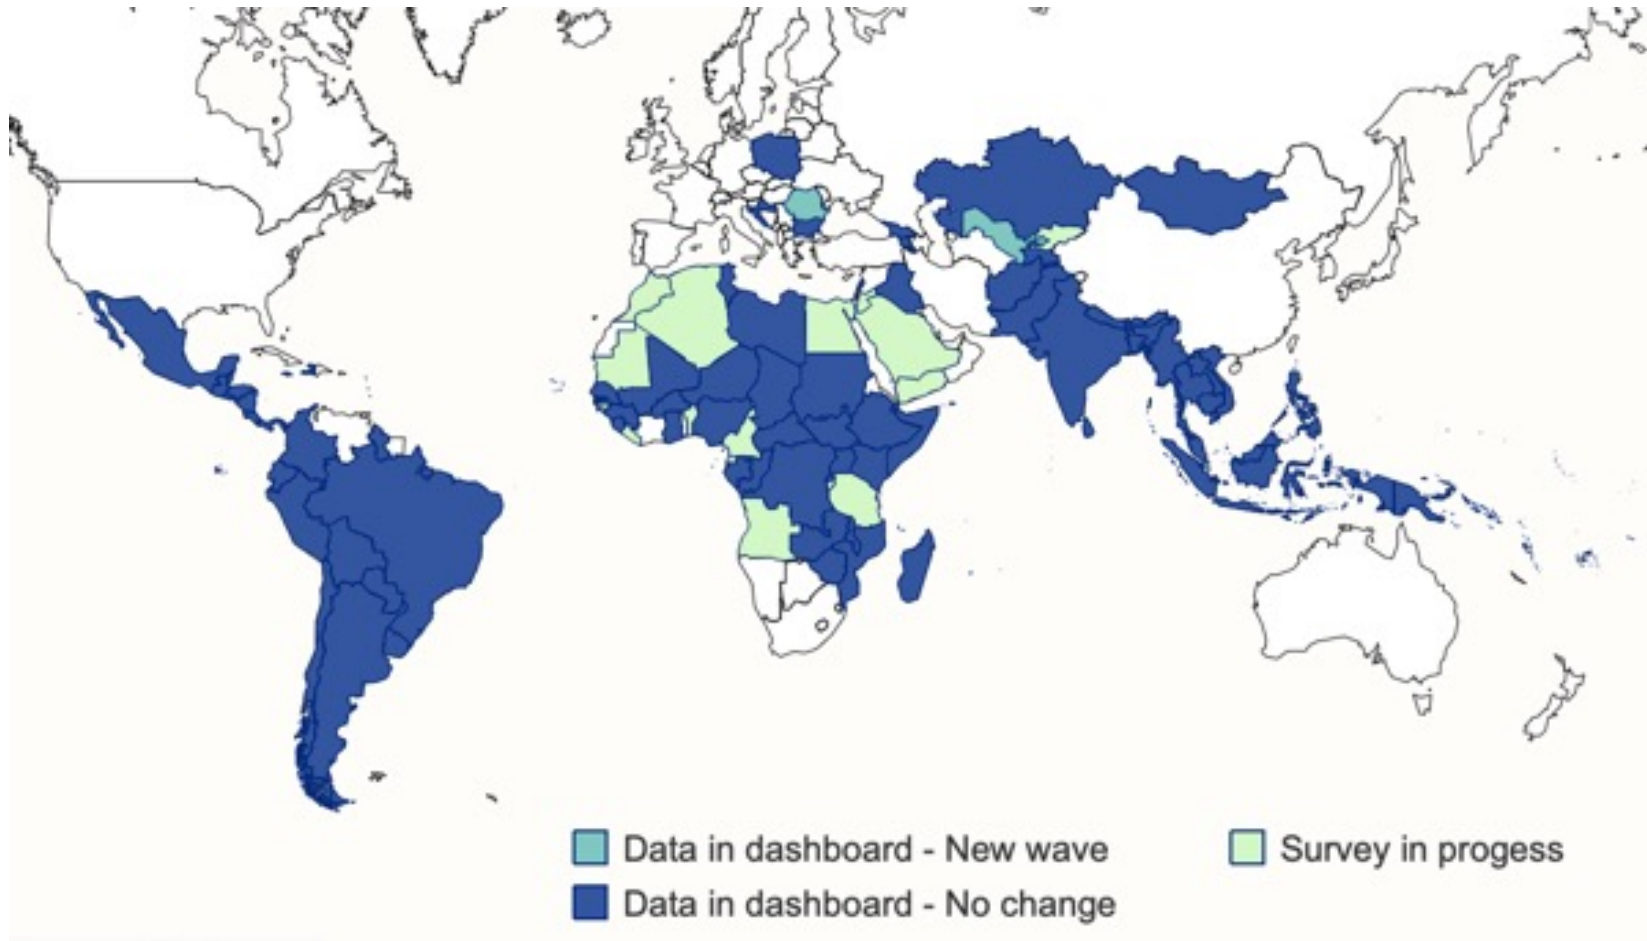 Data in dashboard - New wave
Survey in progess
Data in dashboard - No change